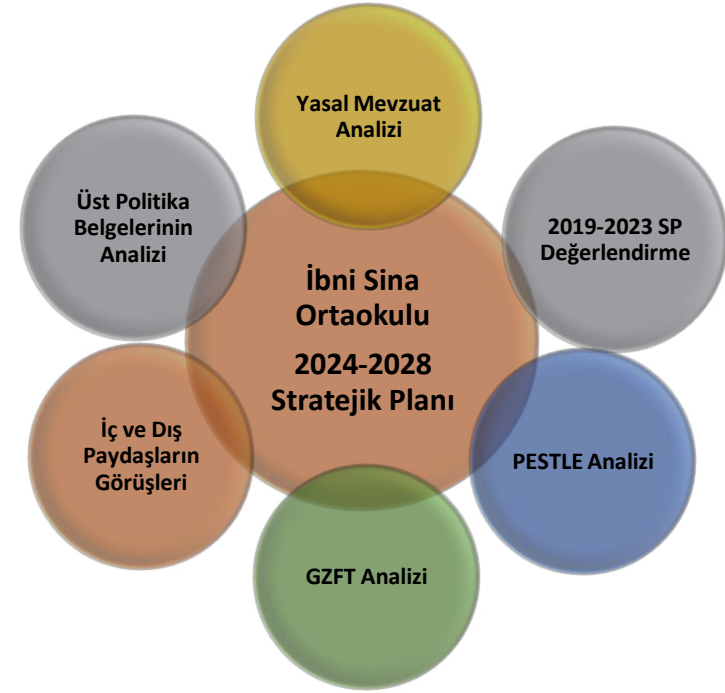 Yasal Mevzuat
Analizi
Üst Politika
Belgelerinin
Analizi
2019-2023 SP
Değerlendirme
İbni Sina
Ortaokulu
2024-2028
Stratejik Planı
İç ve Dış
Paydaşların
Görüşleri
PESTLE Analizi
GZFT Analizi